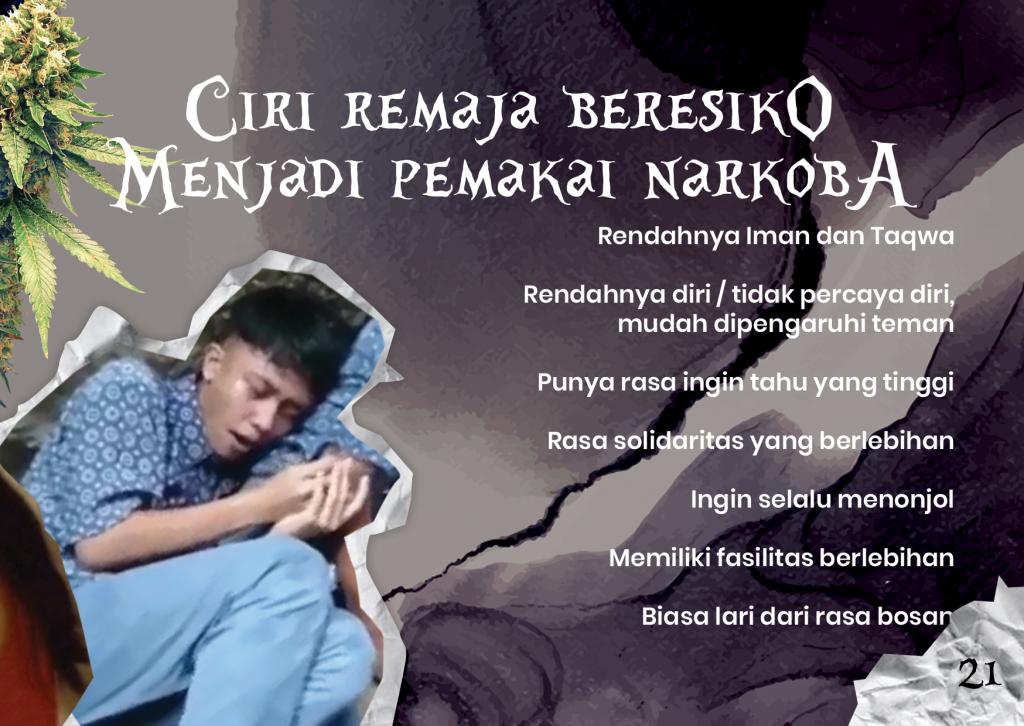 Ciri remaja beresiko
Menjadi pemakai narkoba
Rendahnya Iman dan Taqwa
Rendahnya diri / tidak percaya diri,
mudah dipengaruhi teman
Punya rasa ingin tahu yang tinggi
Rasa solidaritas yang berlebihan
Ingin selalu menonjol
Memiliki fasilitas berlebihan
Biasa lari dari rasa bosan
21